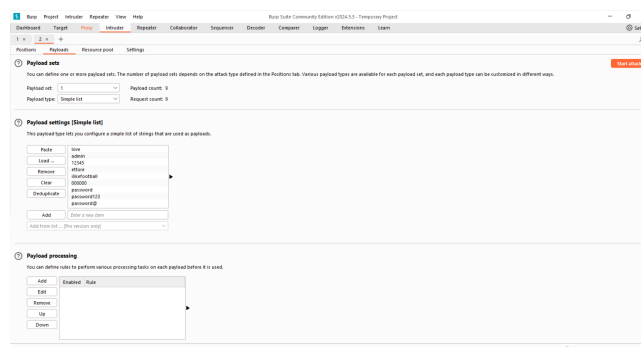 Burp Project Intruder Repeater View Help Burp Suite Community Edition v2024.5.5 - Temporary Project
Dashboard Target Proxy Intruder Repeater Collaborator Sequencer Decoder Comparer Logger Extensions Learn
1 × 2 × +
Positions Payloads Resource pool Settings
Payload sets
Start attack
You can define one or more payload sets. The number of payload sets depends on the attack type defined in the Positions tab. Various payload types are available for each payload set, and each payload type can be customized in different ways.
Payload set: 1 Payload count: 9
Payload type: Simple list Request count: 9
Payload settings [Simple list]
This payload type lets you configure a simple list of strings that are used as payloads.
Paste
Load ...
Remove
Clear
Deduplicate
love
admin
12345
ilikefootball
000000
password
password123
password@
Add Enter a new item
Add from list ... [Pro version only]
Payload processing
You can define rules to perform various processing tasks on each payload before it is used.
Add Enabled Rule
Edit
Remove
Up
Down